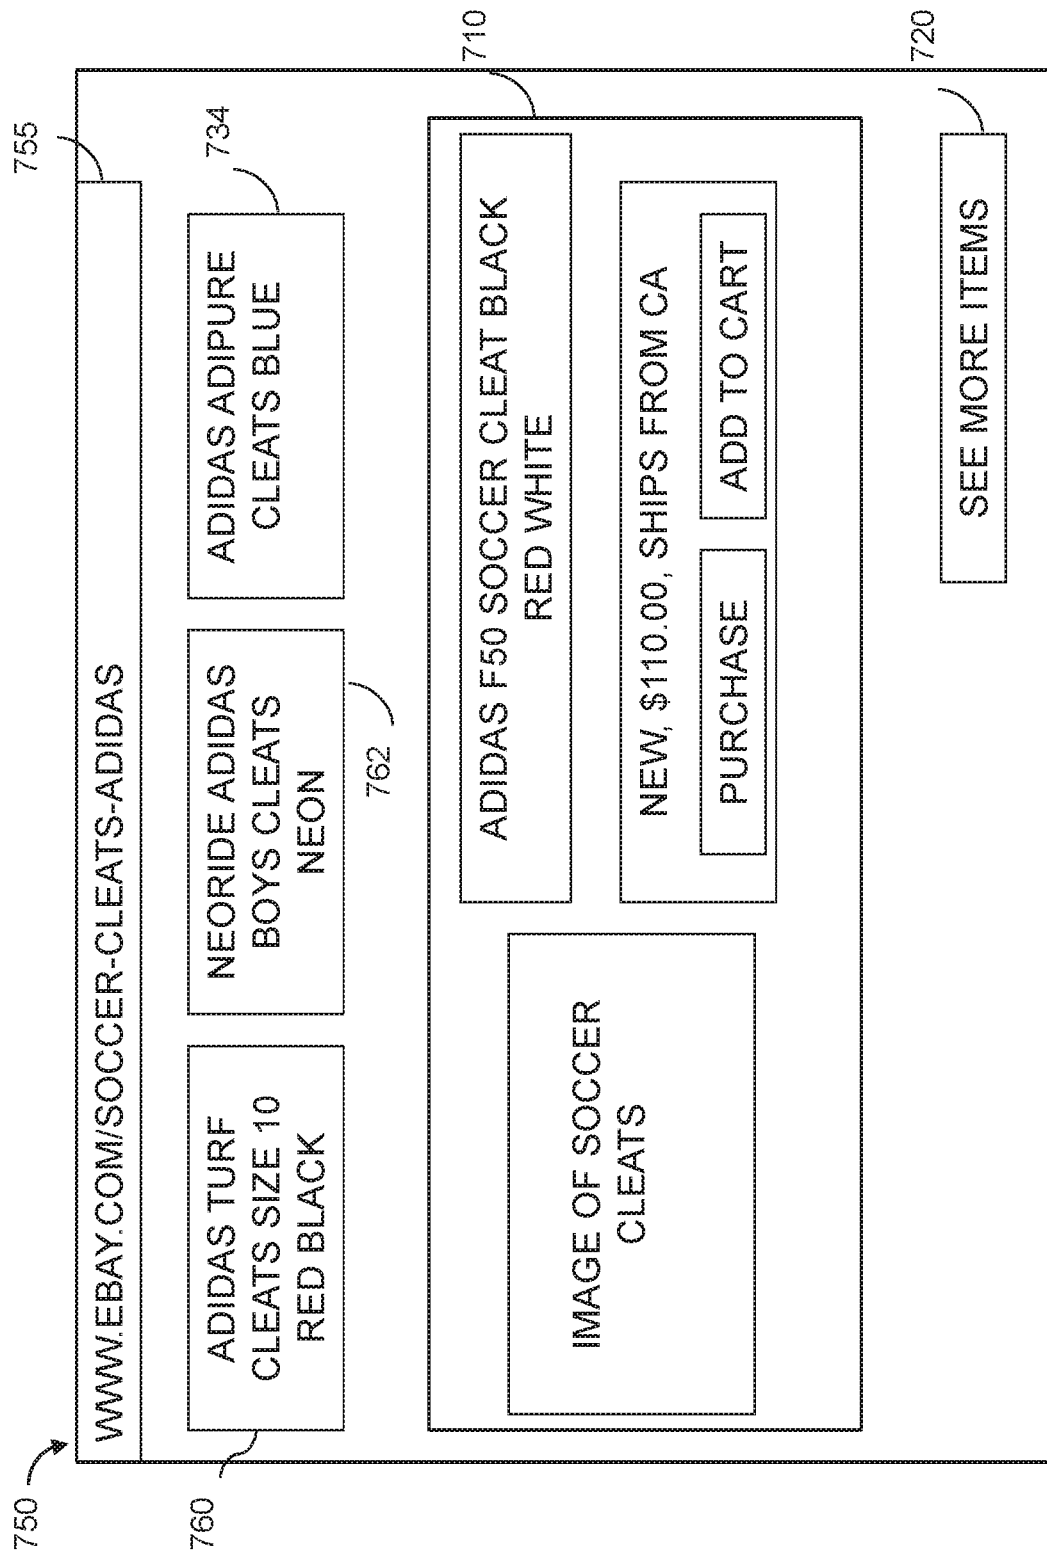 750
755
WWW.EBAY.COM/SOCCER-CLEATS-ADIDAS
760
ADIDAS TURF
CLEATS SIZE 10
RED BLACK
NEORIDE ADIDAS
BOYS CLEATS
NEON
762
ADIDAS ADIPURE
CLEATS BLUE
734
710
IMAGE OF SOCCER
CLEATS
ADIDAS F50 SOCCER CLEAT BLACK
RED WHITE
NEW, $110.00, SHIPS FROM CA
PURCHASE
ADD TO CART
SEE MORE ITEMS
720